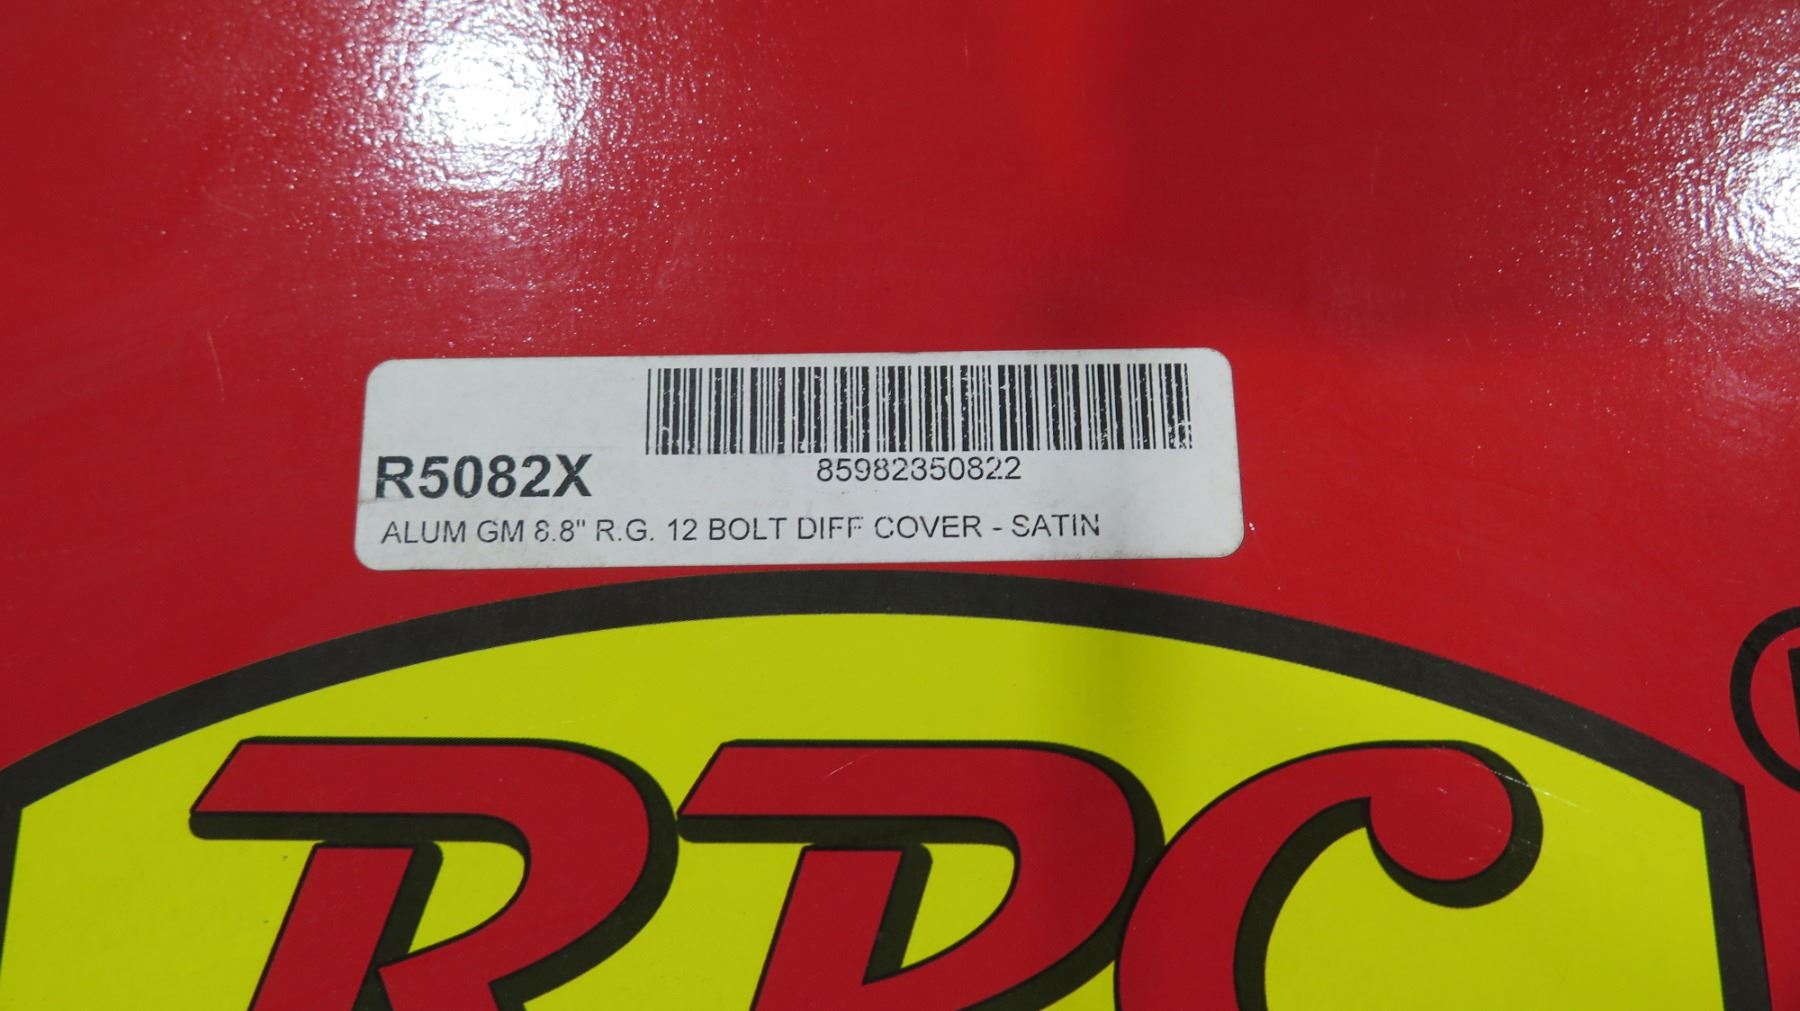 85982350822
R5082X
ALUM GM 8.8" R.G. 12 BOLT DIFF COVER - SATIN
RPC